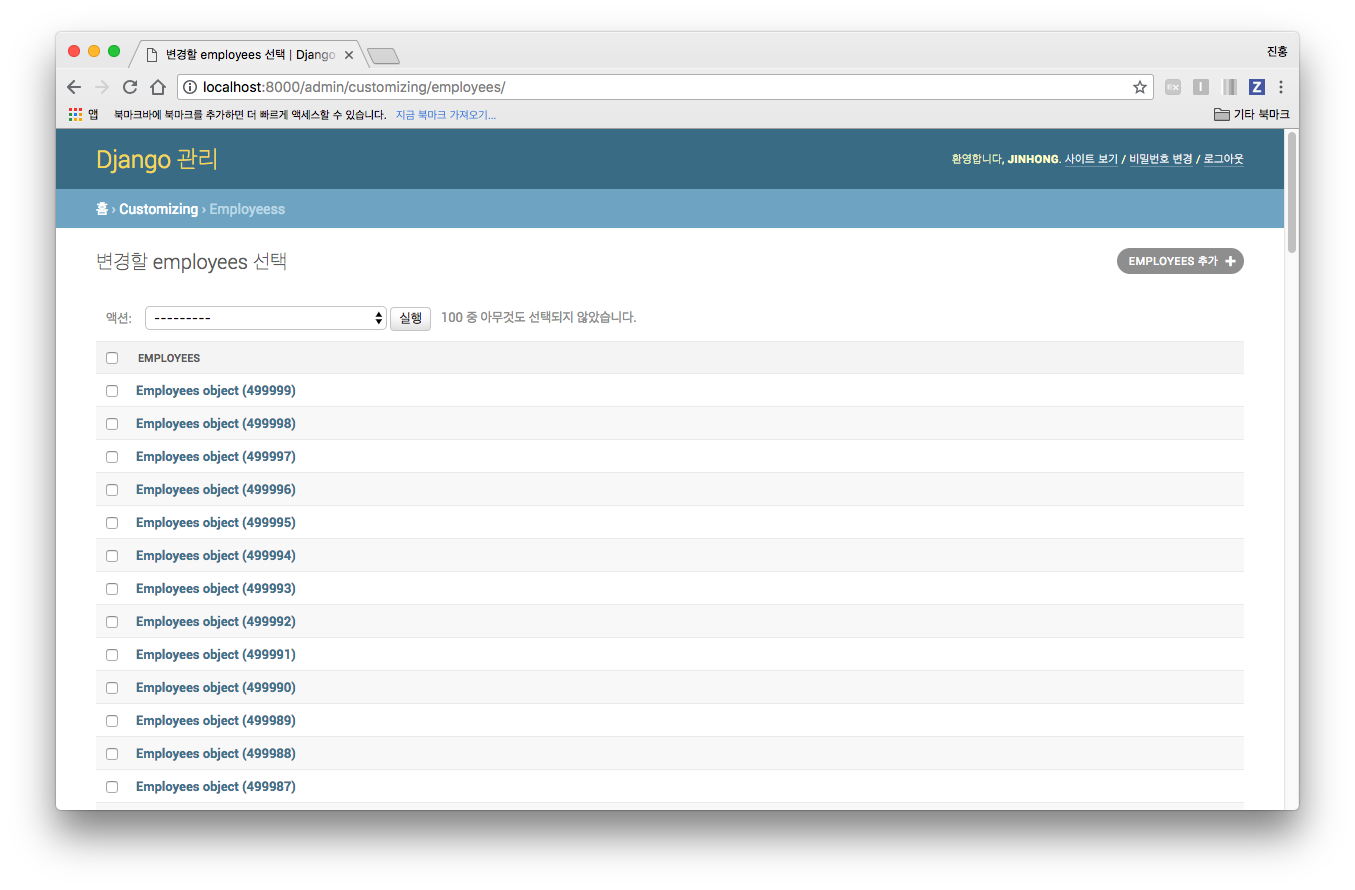 변경할 employees 선택 | Django
진홍
localhost:8000/admin/customizing/employees/
앱 북마크바에 북마크를 추가하면 더 빠르게 액세스할 수 있습니다. 지금 북마크 가져오기... 기타 북마크
Django 관리
환영합니다, JINHONG. 사이트 보기 / 비밀번호 변경 / 로그아웃
홈 › Customizing › Employeess
변경할 employees 선택
EMPLOYEES 추가 +
액션: --------- 실행 100 중 아무것도 선택되지 않았습니다.
EMPLOYEES
Employees object (499999)
Employees object (499998)
Employees object (499997)
Employees object (499996)
Employees object (499995)
Employees object (499994)
Employees object (499993)
Employees object (499992)
Employees object (499991)
Employees object (499990)
Employees object (499989)
Employees object (499988)
Employees object (499987)